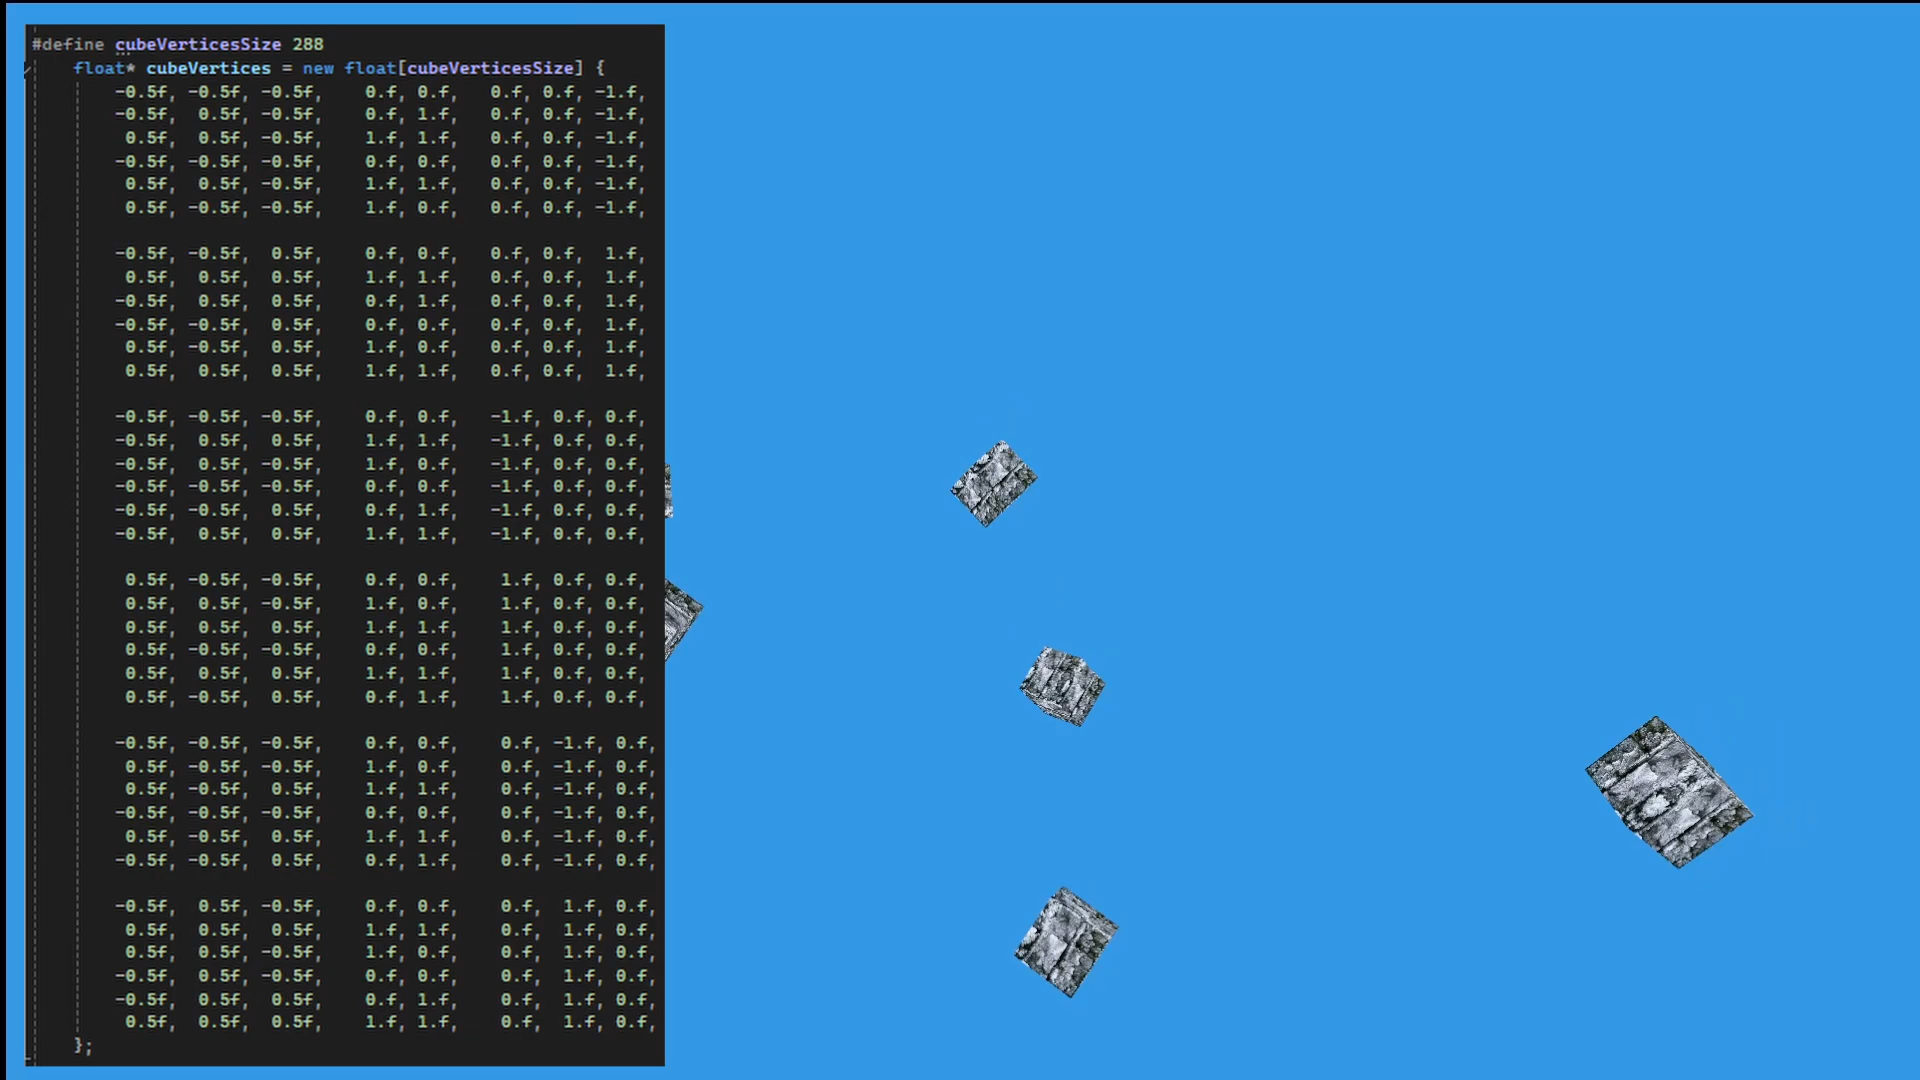 #define cubeVerticesSize 288
float* cubeVertices = new float[cubeVerticesSize] {
-0.5f, -0.5f, -0.5f, 0.f, 0.f, 0.f, 0.f, -1.f,
-0.5f, 0.5f, -0.5f, 0.f, 1.f, 0.f, 0.f, -1.f,
0.5f, 0.5f, -0.5f, 1.f, 1.f, 0.f, 0.f, -1.f,
-0.5f, -0.5f, -0.5f, 0.f, 0.f, 0.f, 0.f, -1.f,
0.5f, 0.5f, -0.5f, 1.f, 1.f, 0.f, 0.f, -1.f,
0.5f, -0.5f, -0.5f, 1.f, 0.f, 0.f, 0.f, -1.f,
-0.5f, -0.5f, 0.5f, 0.f, 0.f, 0.f, 0.f, 1.f,
0.5f, 0.5f, 0.5f, 1.f, 1.f, 0.f, 0.f, 1.f,
-0.5f, 0.5f, 0.5f, 0.f, 1.f, 0.f, 0.f, 1.f,
-0.5f, -0.5f, 0.5f, 0.f, 0.f, 0.f, 0.f, 1.f,
0.5f, -0.5f, 0.5f, 1.f, 0.f, 0.f, 0.f, 1.f,
0.5f, 0.5f, 0.5f, 1.f, 1.f, 0.f, 0.f, 1.f,
-0.5f, -0.5f, -0.5f, 0.f, 0.f, -1.f, 0.f, 0.f,
-0.5f, 0.5f, 0.5f, 1.f, 1.f, -1.f, 0.f, 0.f,
-0.5f, 0.5f, -0.5f, 1.f, 0.f, -1.f, 0.f, 0.f,
-0.5f, -0.5f, -0.5f, 0.f, 0.f, -1.f, 0.f, 0.f,
-0.5f, -0.5f, 0.5f, 0.f, 1.f, -1.f, 0.f, 0.f,
-0.5f, 0.5f, 0.5f, 1.f, 1.f, -1.f, 0.f, 0.f,
0.5f, -0.5f, -0.5f, 0.f, 0.f, 1.f, 0.f, 0.f,
0.5f, 0.5f, -0.5f, 1.f, 0.f, 1.f, 0.f, 0.f,
0.5f, 0.5f, 0.5f, 1.f, 1.f, 1.f, 0.f, 0.f,
0.5f, -0.5f, -0.5f, 0.f, 0.f, 1.f, 0.f, 0.f,
0.5f, 0.5f, 0.5f, 1.f, 1.f, 1.f, 0.f, 0.f,
0.5f, -0.5f, 0.5f, 0.f, 1.f, 1.f, 0.f, 0.f,
-0.5f, -0.5f, -0.5f, 0.f, 0.f, 0.f, -1.f, 0.f,
0.5f, -0.5f, -0.5f, 1.f, 0.f, 0.f, -1.f, 0.f,
0.5f, -0.5f, 0.5f, 1.f, 1.f, 0.f, -1.f, 0.f,
-0.5f, -0.5f, -0.5f, 0.f, 0.f, 0.f, -1.f, 0.f,
0.5f, -0.5f, 0.5f, 1.f, 1.f, 0.f, -1.f, 0.f,
-0.5f, -0.5f, 0.5f, 0.f, 1.f, 0.f, -1.f, 0.f,
-0.5f, 0.5f, -0.5f, 0.f, 0.f, 0.f, 1.f, 0.f,
0.5f, 0.5f, 0.5f, 1.f, 1.f, 0.f, 1.f, 0.f,
0.5f, 0.5f, -0.5f, 1.f, 0.f, 0.f, 1.f, 0.f,
-0.5f, 0.5f, -0.5f, 0.f, 0.f, 0.f, 1.f, 0.f,
-0.5f, 0.5f, 0.5f, 0.f, 1.f, 0.f, 1.f, 0.f,
0.5f, 0.5f, 0.5f, 1.f, 1.f, 0.f, 1.f, 0.f,
};